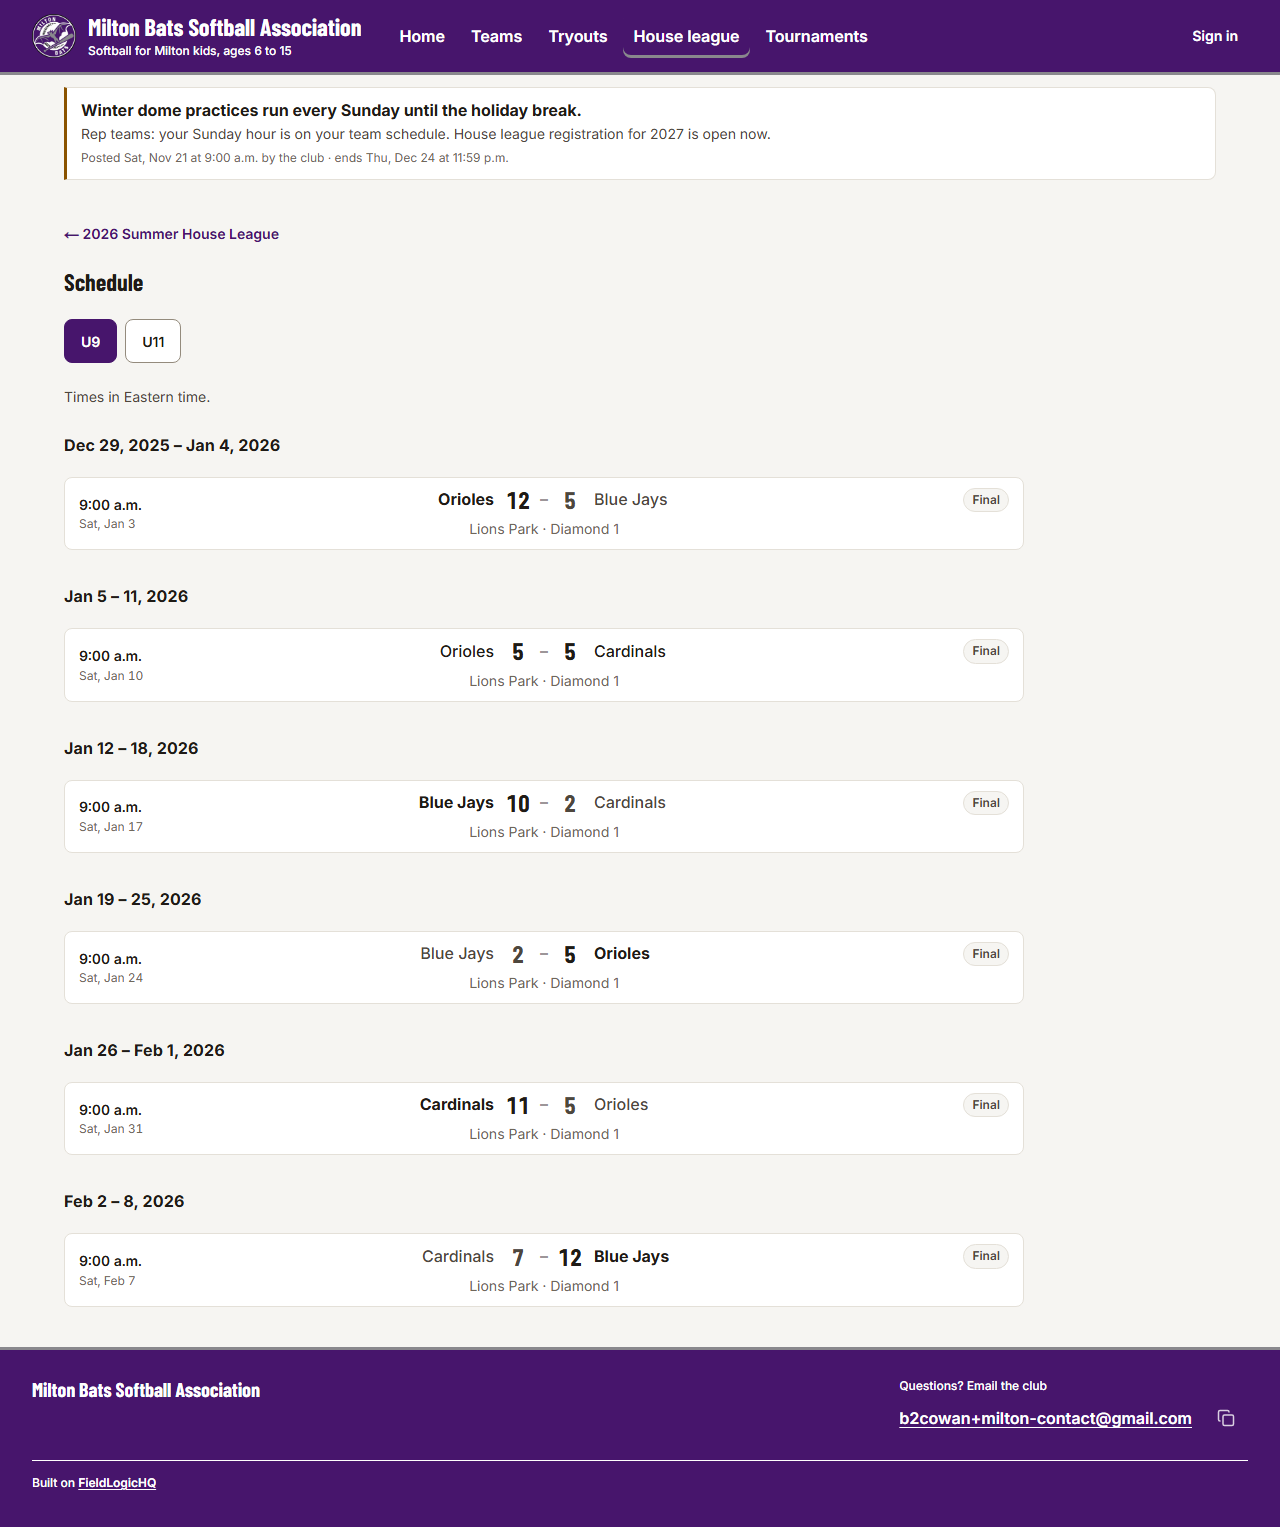 MILTON
BATS
Milton Bats Softball Association
Softball for Milton kids, ages 6 to 15
Home
Teams
Tryouts
House league
Tournaments
Sign in
Winter dome practices run every Sunday until the holiday break.
Rep teams: your Sunday hour is on your team schedule. House league registration for 2027 is open now.
Posted Sat, Nov 21 at 9:00 a.m. by the club · ends Thu, Dec 24 at 11:59 p.m.
← 2026 Summer House League
Schedule
U9
U11
Times in Eastern time.
Dec 29, 2025 – Jan 4, 2026
9:00 a.m.
Sat, Jan 3
Orioles 12 – 5 Blue Jays
Lions Park · Diamond 1
Final
Jan 5 – 11, 2026
9:00 a.m.
Sat, Jan 10
Orioles 5 – 5 Cardinals
Lions Park · Diamond 1
Final
Jan 12 – 18, 2026
9:00 a.m.
Sat, Jan 17
Blue Jays 10 – 2 Cardinals
Lions Park · Diamond 1
Final
Jan 19 – 25, 2026
9:00 a.m.
Sat, Jan 24
Blue Jays 2 – 5 Orioles
Lions Park · Diamond 1
Final
Jan 26 – Feb 1, 2026
9:00 a.m.
Sat, Jan 31
Cardinals 11 – 5 Orioles
Lions Park · Diamond 1
Final
Feb 2 – 8, 2026
9:00 a.m.
Sat, Feb 7
Cardinals 7 – 12 Blue Jays
Lions Park · Diamond 1
Final
Milton Bats Softball Association
Questions? Email the club
b2cowan+milton-contact@gmail.com
Built on FieldLogicHQ